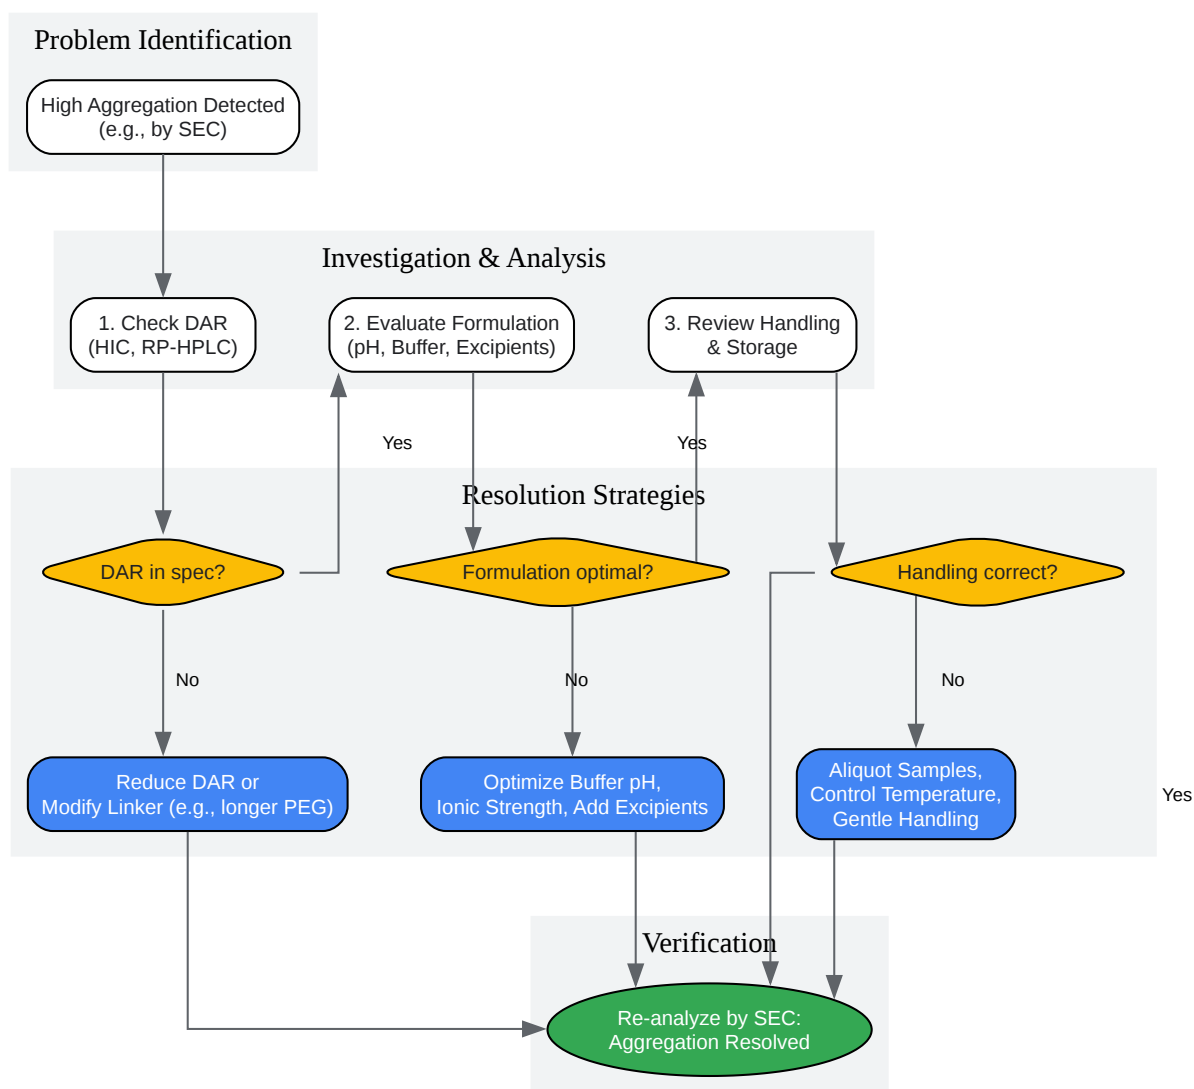 Problem Identification
High Aggregation Detected
(e.g., by SEC)
Investigation & Analysis
1. Check DAR
(HIC, RP-HPLC)
2. Evaluate Formulation
(pH, Buffer, Excipients)
3. Review Handling
& Storage
Yes
Yes
Resolution Strategies
DAR in spec?
Formulation optimal?
Handling correct?
No
No
No
Reduce DAR or
Modify Linker (e.g., longer PEG)
Optimize Buffer pH,
Ionic Strength, Add Excipients
Aliquot Samples,
Control Temperature,
Gentle Handling
Yes
Verification
Re-analyze by SEC:
Aggregation Resolved